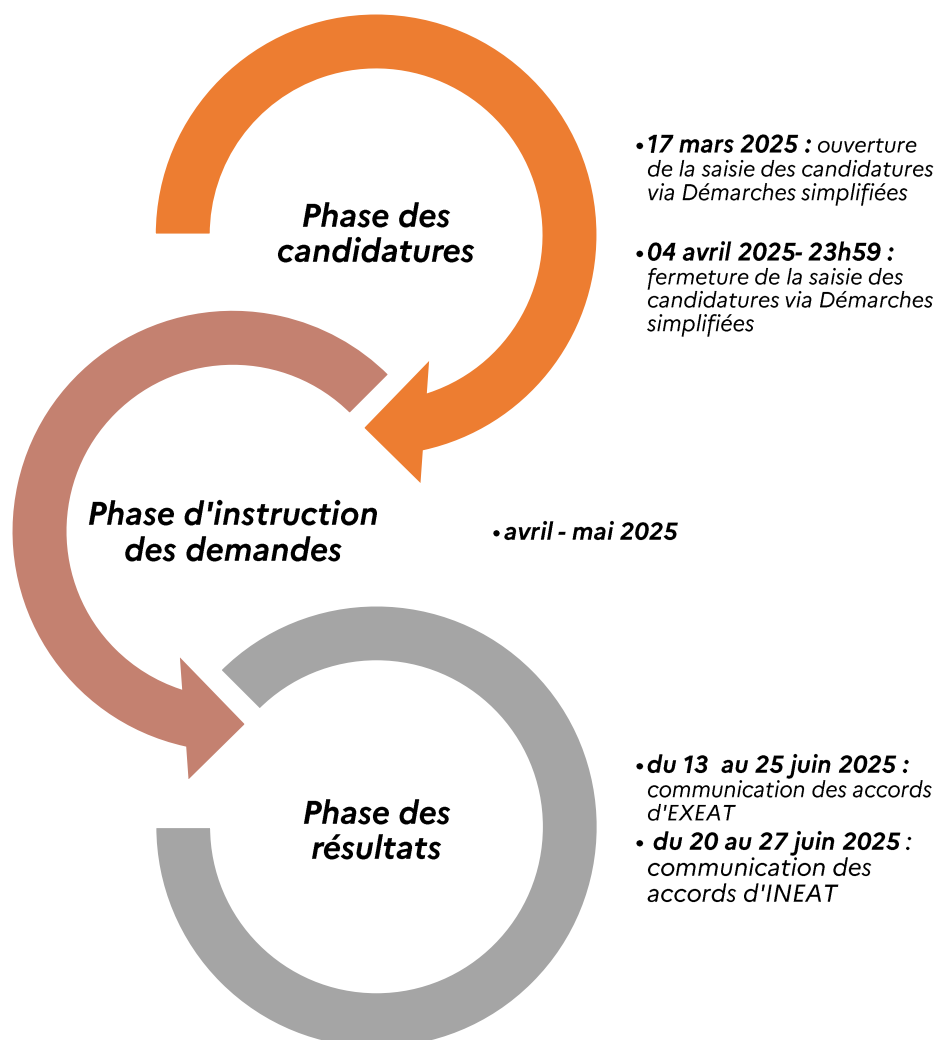 Phase des
candidatures
•17 mars 2025 : ouverture
de la saisie des candidatures
via Démarches simplifiées
•04 avril 2025- 23h59 :
fermeture de la saisie des
candidatures via Démarches
simplifiées
Phase d'instruction
des demandes
•avril - mai 2025
Phase des
résultats
•du 13 au 25 juin 2025 :
communication des accords
d'EXEAT
• du 20 au 27 juin 2025 :
communication des
accords d'INEAT